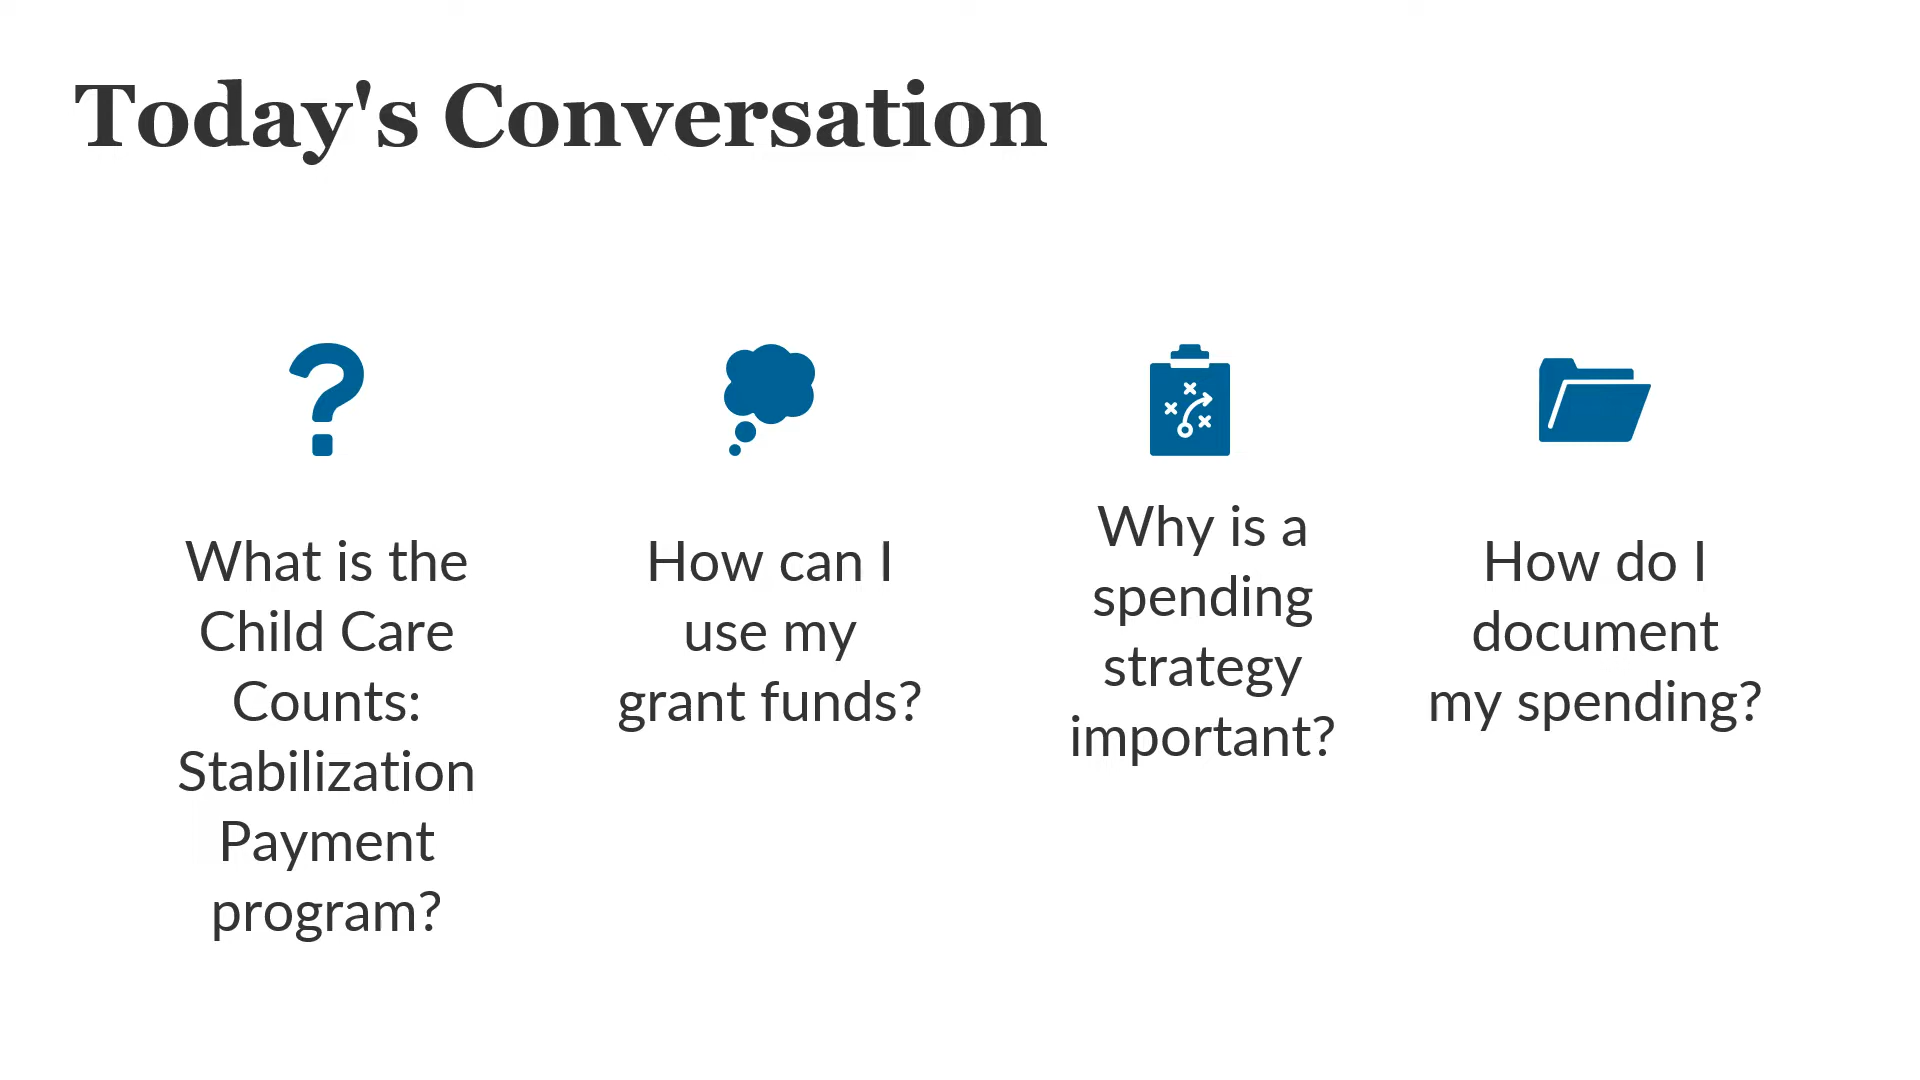 Today's Conversation
What is the
Child Care
Counts:
Stabilization
Payment
program?
How can I
use my
grant funds?
Why is a
spending
strategy
important?
How do I
document
my spending?